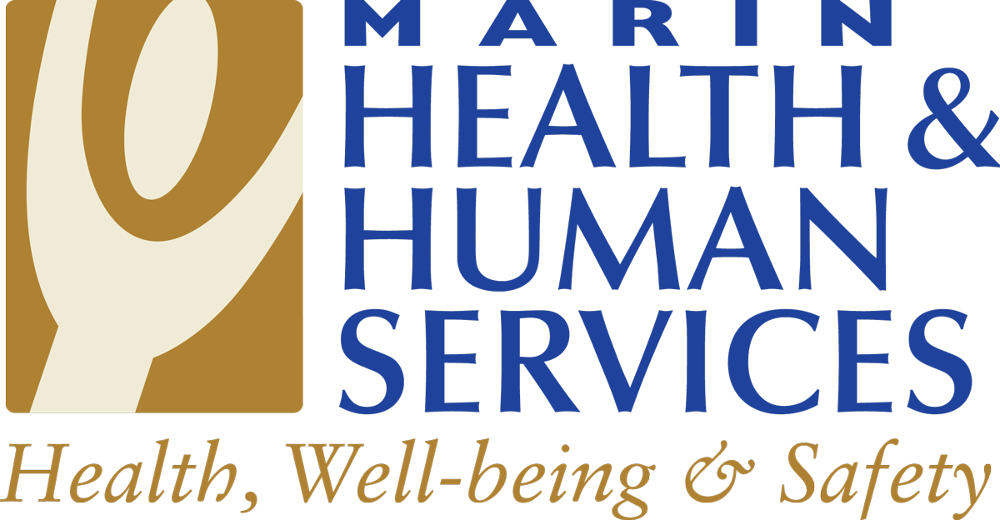 MARIN
HEALTH &
HUMAN
SERVICES
Health, Well-being & Safety